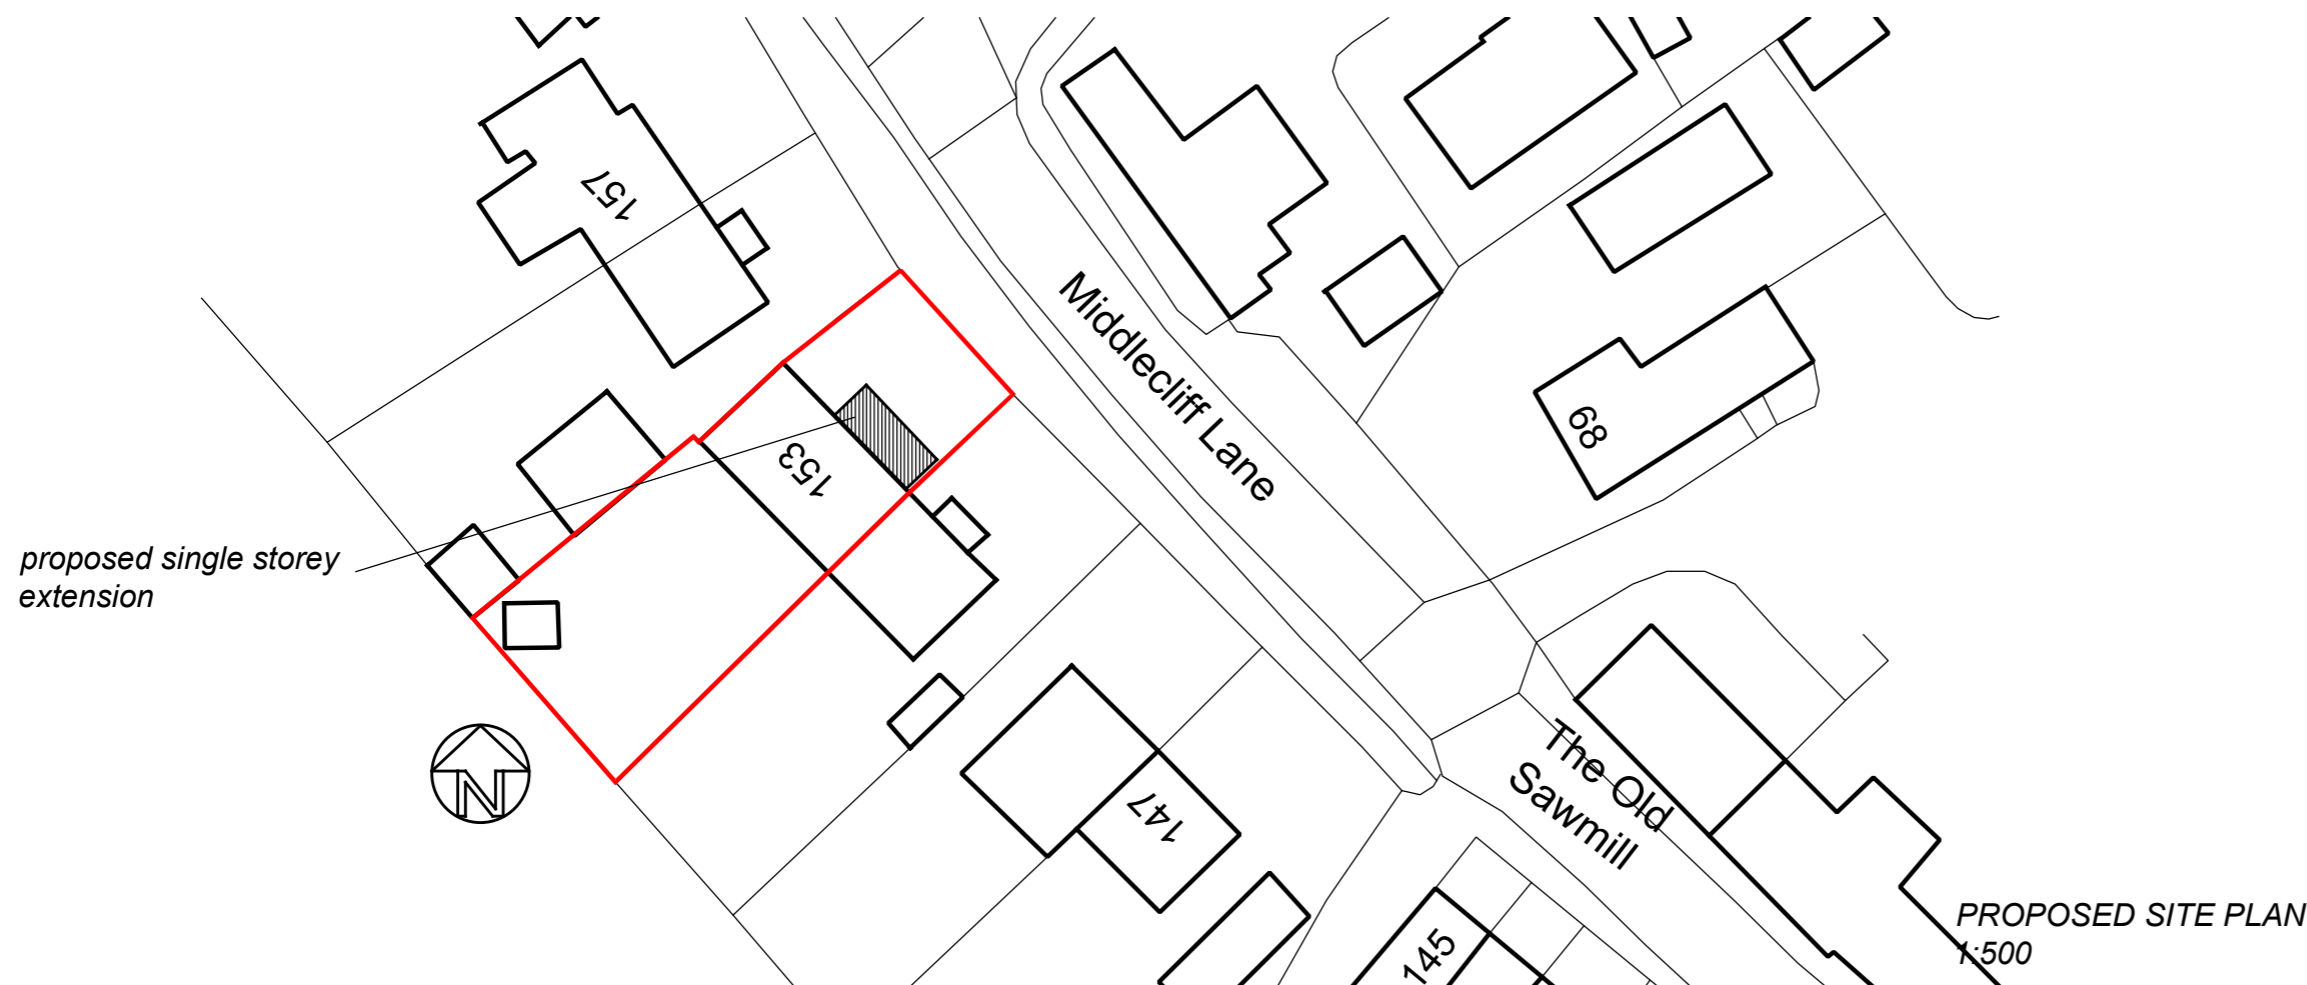 157
Middlecliff Lane
68
153
proposed single storey
extension
N
147
The Old
Sawmill
145
PROPOSED SITE PLAN
1:500